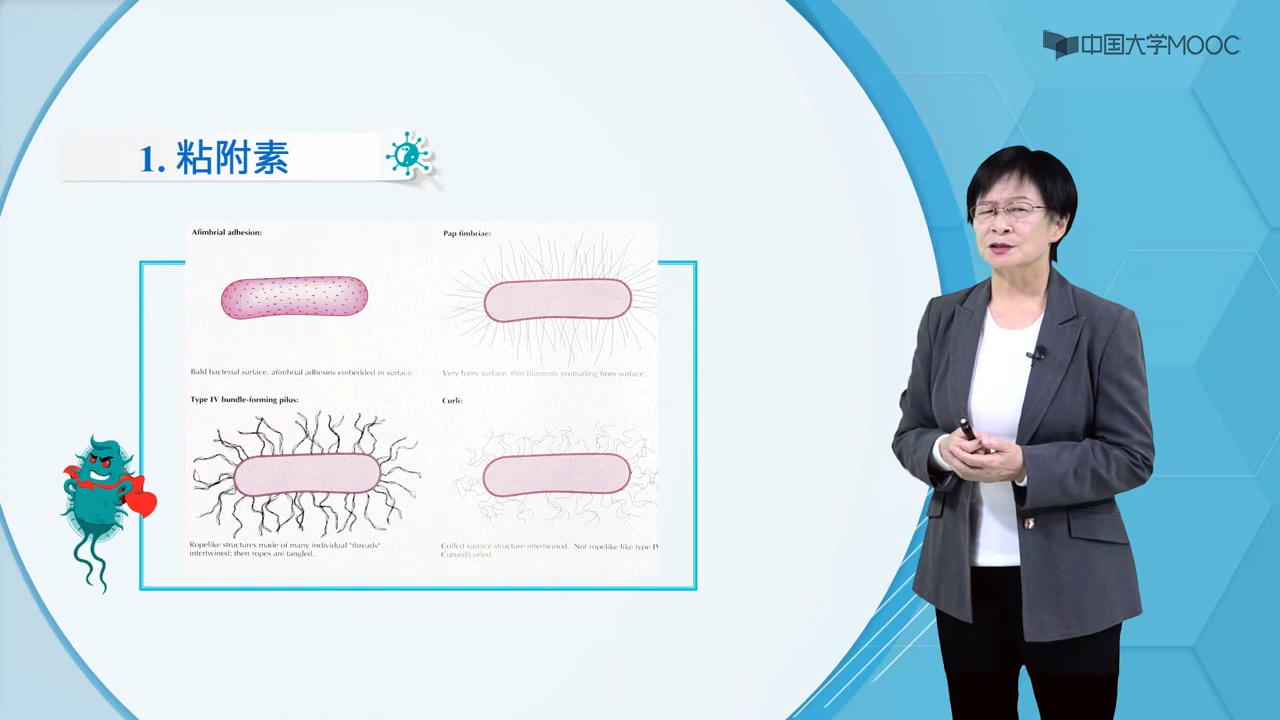 中国大学MOOC
1. 粘附素
Afimbrial adhesion:
Pap fimbriae:
Bald bacterial surface, afimbrial adhesins embedded in surface.
Very hairy surface, thin filaments protruding from surface.
Type IV bundle-forming pilus:
Curli:
Ropelike structures made of many individual "threads"
intertwined; then ropes are tangled.
Coiled surface structure intertwined. Not ropelike like type IV
Curved/curled